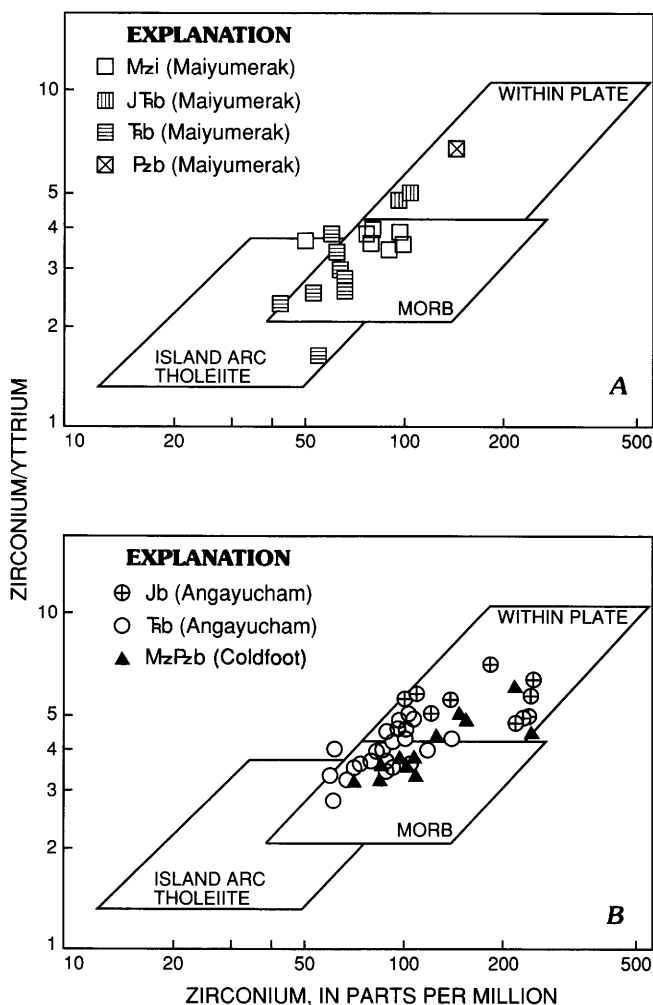 EXPLANATION
Mzi (Maiyumerak)
JTRb (Maiyumerak)
TRb (Maiyumerak)
Pzb (Maiyumerak)
WITHIN PLATE
MORB
ISLAND ARC
THOLEIITE
A
10
5
4
3
2
1
10 20 50 100 200 500
ZIRCONIUM/YTTRIUM
EXPLANATION
Jb (Angayucham)
TRb (Angayucham)
MzPzb (Coldfoot)
WITHIN PLATE
MORB
ISLAND ARC
THOLEIITE
B
10
5
4
3
2
1
10 20 50 100 200 500
ZIRCONIUM, IN PARTS PER MILLION